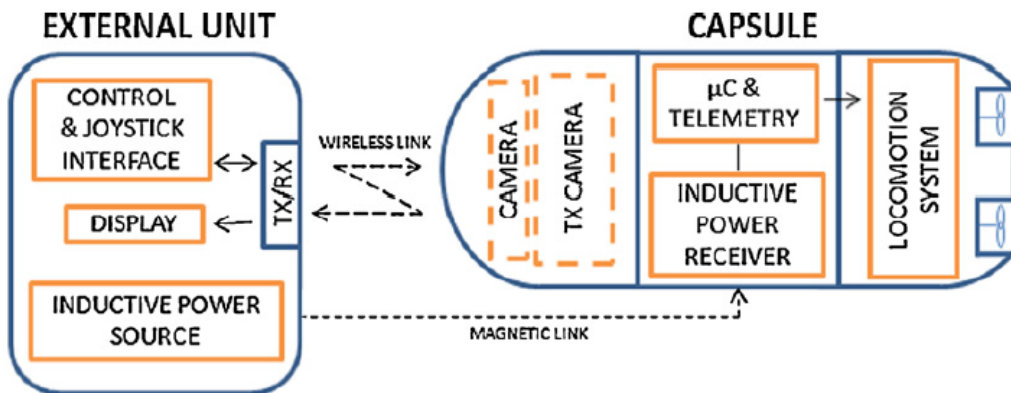 EXTERNAL UNIT
CONTROL
& JOYSTICK
INTERFACE
DISPLAY
TX/RX
INDUCTIVE POWER
SOURCE
WIRELESS LINK
MAGNETIC LINK
CAPSULE
CAMERA
TX CAMERA
µC &
TELEMETRY
INDUCTIVE
POWER
RECEIVER
LOCOMOTION
SYSTEM